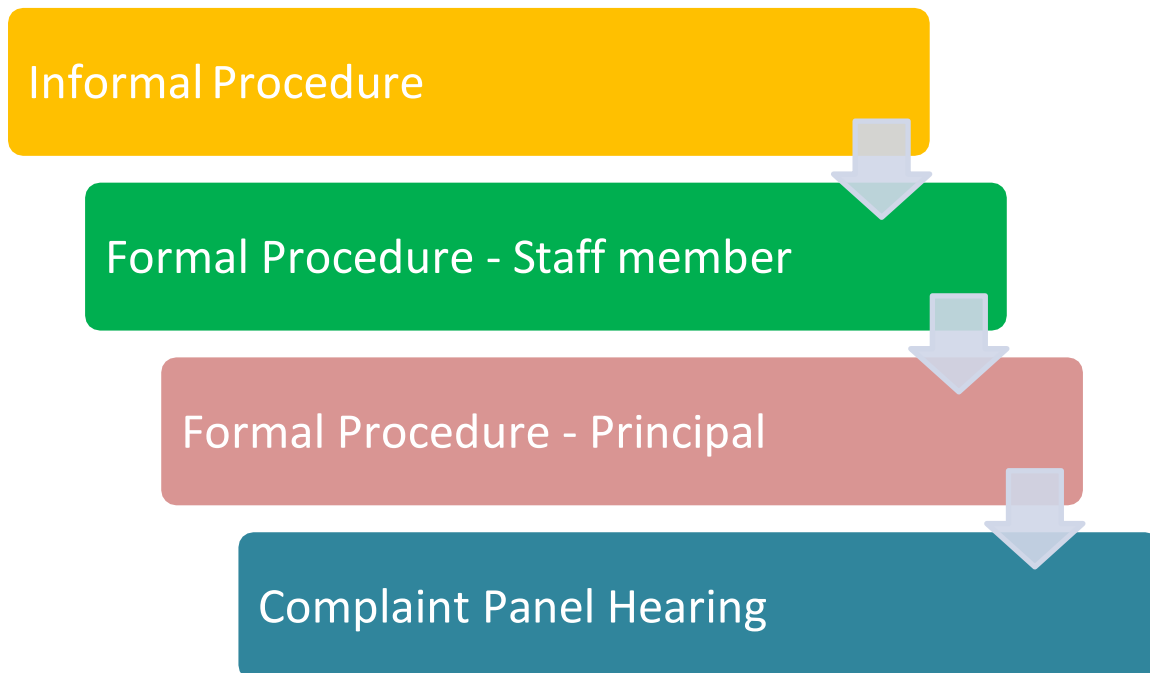 Informal Procedure
Formal Procedure - Staff member
Formal Procedure - Principal
Complaint Panel Hearing